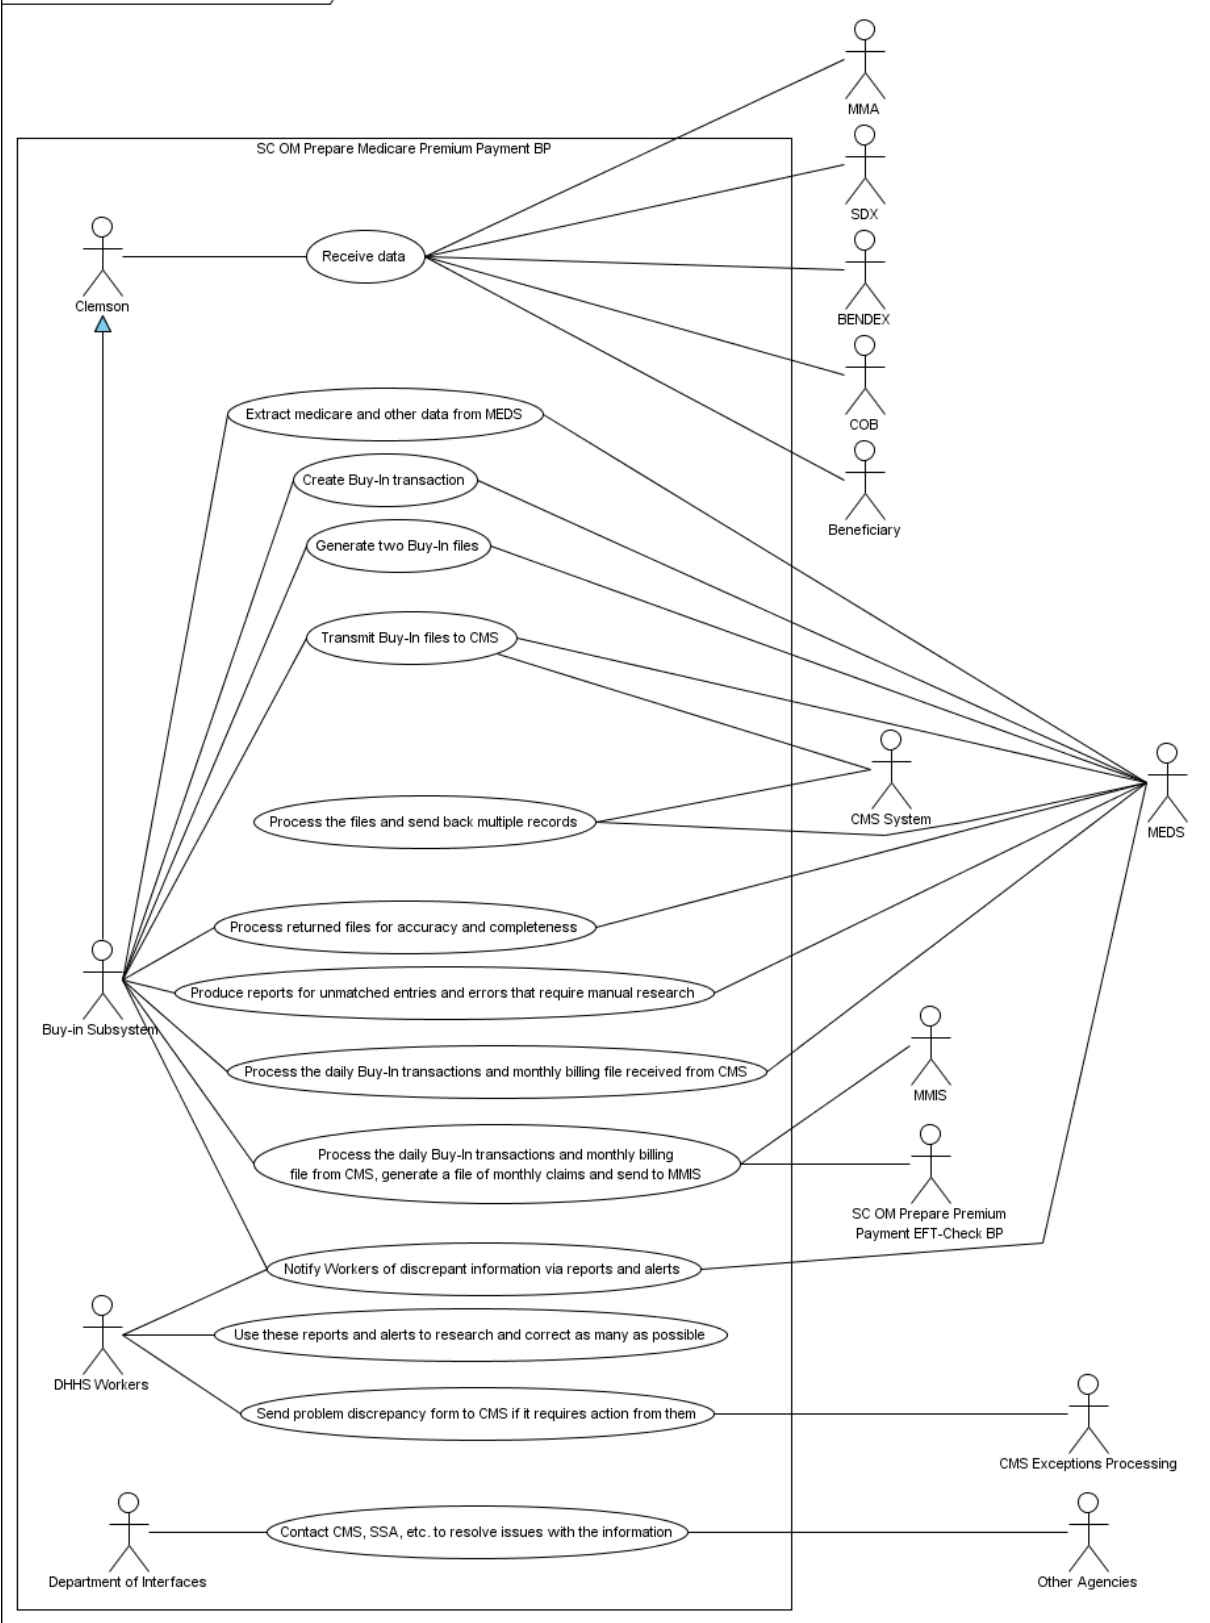 MMA
SC OM Prepare Medicare Premium Payment BP
SDX
Receive data
Clemson
BENDEX
Extract medicare and other data from MEDS
COB
Create Buy-In transaction
Beneficiary
Generate two Buy-In files
Transmit Buy-In files to CMS
Process the files and send back multiple records
CMS System
MEDS
Process returned files for accuracy and completeness
Produce reports for unmatched entries and errors that require manual research
Buy-in Subsystem
Process the daily Buy-In transactions and monthly billing file received from CMS
MMIS
Process the daily Buy-In transactions and monthly billing
file from CMS, generate a file of monthly claims and send to MMIS
SC OM Prepare Premium
Payment EFT-Check BP
Notify Workers of discrepant information via reports and alerts
Use these reports and alerts to research and correct as many as possible
DHHS Workers
Send problem discrepancy form to CMS if it requires action from them
CMS Exceptions Processing
Contact CMS, SSA, etc. to resolve issues with the information
Department of Interfaces
Other Agencies